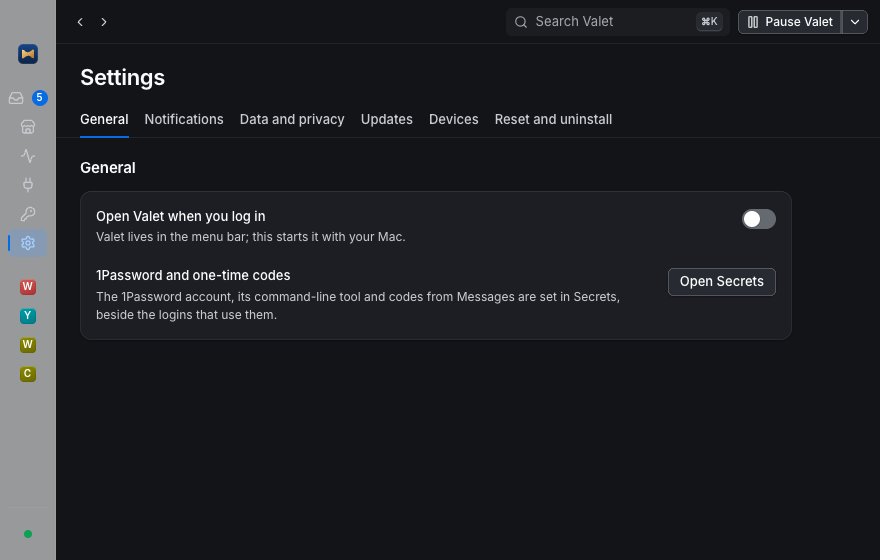 Search Valet
⌘K
Pause Valet
5
W
Y
W
C
Settings
General
Notifications
Data and privacy
Updates
Devices
Reset and uninstall
General
Open Valet when you log in
Valet lives in the menu bar; this starts it with your Mac.
1Password and one-time codes
The 1Password account, its command-line tool and codes from Messages are set in Secrets,
beside the logins that use them.
Open Secrets